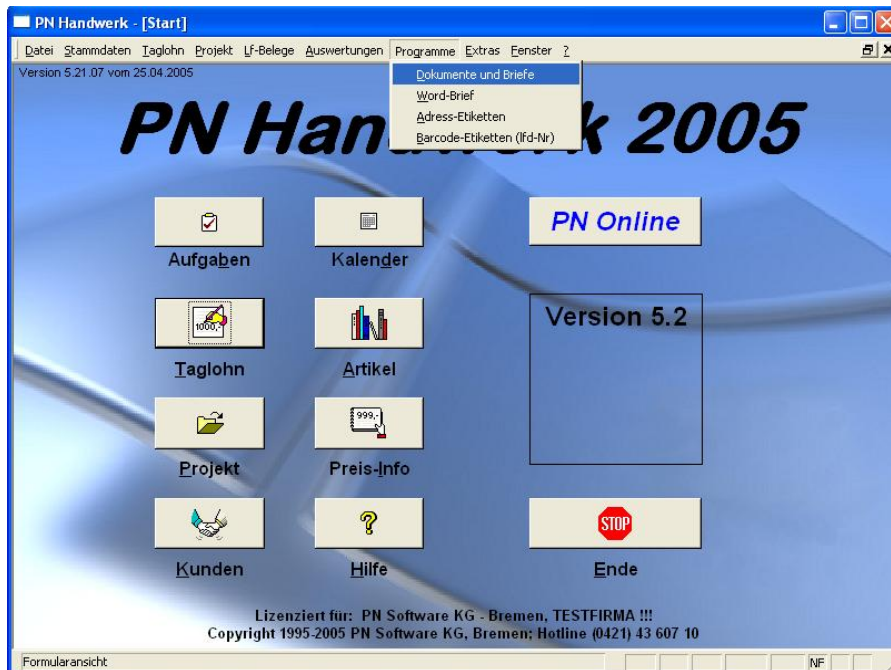 PN Handwerk - [Start]
Datei Stammdaten Taglohn Projekt Lf-Belege Auswertungen Programme Extras Fenster ?
Version 5.21.07 vom 25.04.2005
Dokumente und Briefe
Word-Brief
Adress-Etiketten
Barcode-Etiketten (lfd-Nr)
PN Han k 2005
PN Online
Aufgaben Kalender
Version 5.2
1000,-
Taglohn Artikel
999,-
Projekt Preis-Info
STOP
Kunden Hilfe Ende
Lizenziert für: PN Software KG - Bremen, TESTFIRMA !!!
Copyright 1995-2005 PN Software KG, Bremen; Hotline (0421) 43 607 10
Formularansicht NF